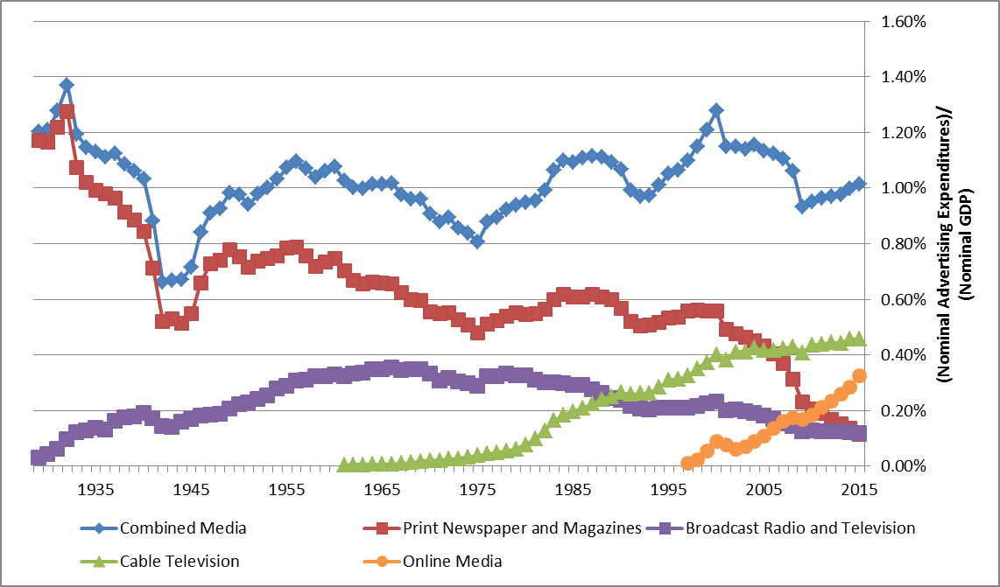 1.60%
1.40%
1.20%
1.00%
0.80%
0.60%
0.40%
0.20%
0.00%
(Nominal Advertising Expenditures)/
(Nominal GDP)
1935 1945 1955 1965 1975 1985 1995 2005 2015
Combined Media Print Newspaper and Magazines Broadcast Radio and Television
Cable Television Online Media